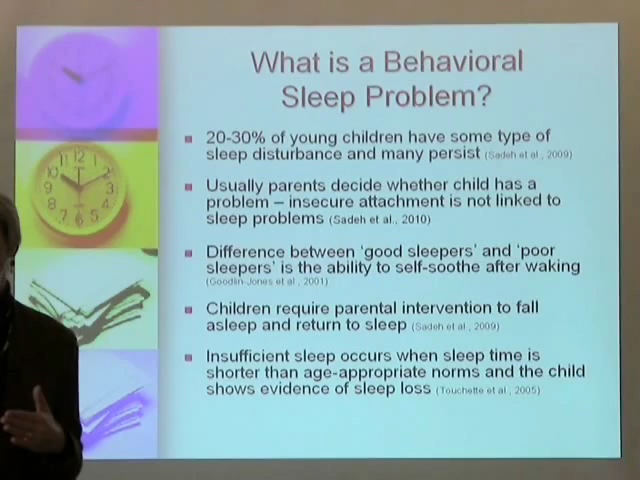 What is a Behavioral
Sleep Problem?
20-30% of young children have some type of
sleep disturbance and many persist (Sadeh et al., 2009)
Usually parents decide whether child has a
problem – insecure attachment is not linked to
sleep problems (Sadeh et al., 2010)
Difference between ‘good sleepers’ and ‘poor
sleepers’ is the ability to self-soothe after waking
(Goodlin-Jones et al., 2001)
Children require parental intervention to fall
asleep and return to sleep (Sadeh et al., 2009)
Insufficient sleep occurs when sleep time is
shorter than age-appropriate norms and the child
shows evidence of sleep loss (Touchette et al., 2005)